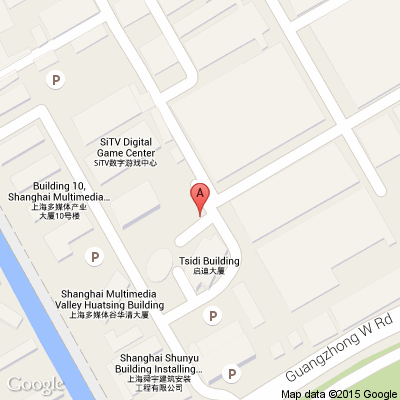 P
SiTV Digital
Game Center
SiTV数字游戏中心
A
Building 10,
Shanghai Multimedia...
上海多媒体产业
大厦10号楼
P
Tsidi Building
启迪大厦
Shanghai Multimedia
Valley Huatsing Building
上海多媒体谷华清大厦
P
Guangzhong W Rd
Shanghai Shunyu
Building Installing...
上海舜宇建筑安装
工程有限公司
P
Map data ©2015 Google